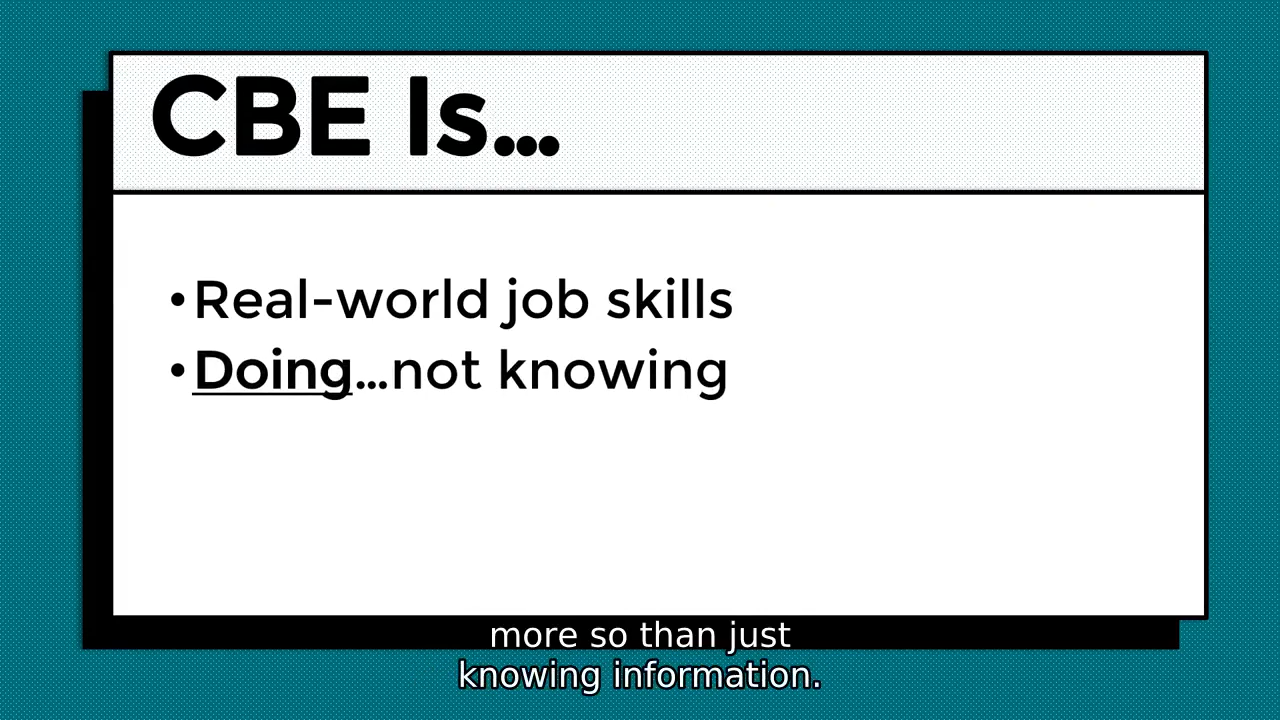 CBE Is...
•Real-world job skills
•Doing...not knowing
more so than just
knowing information.